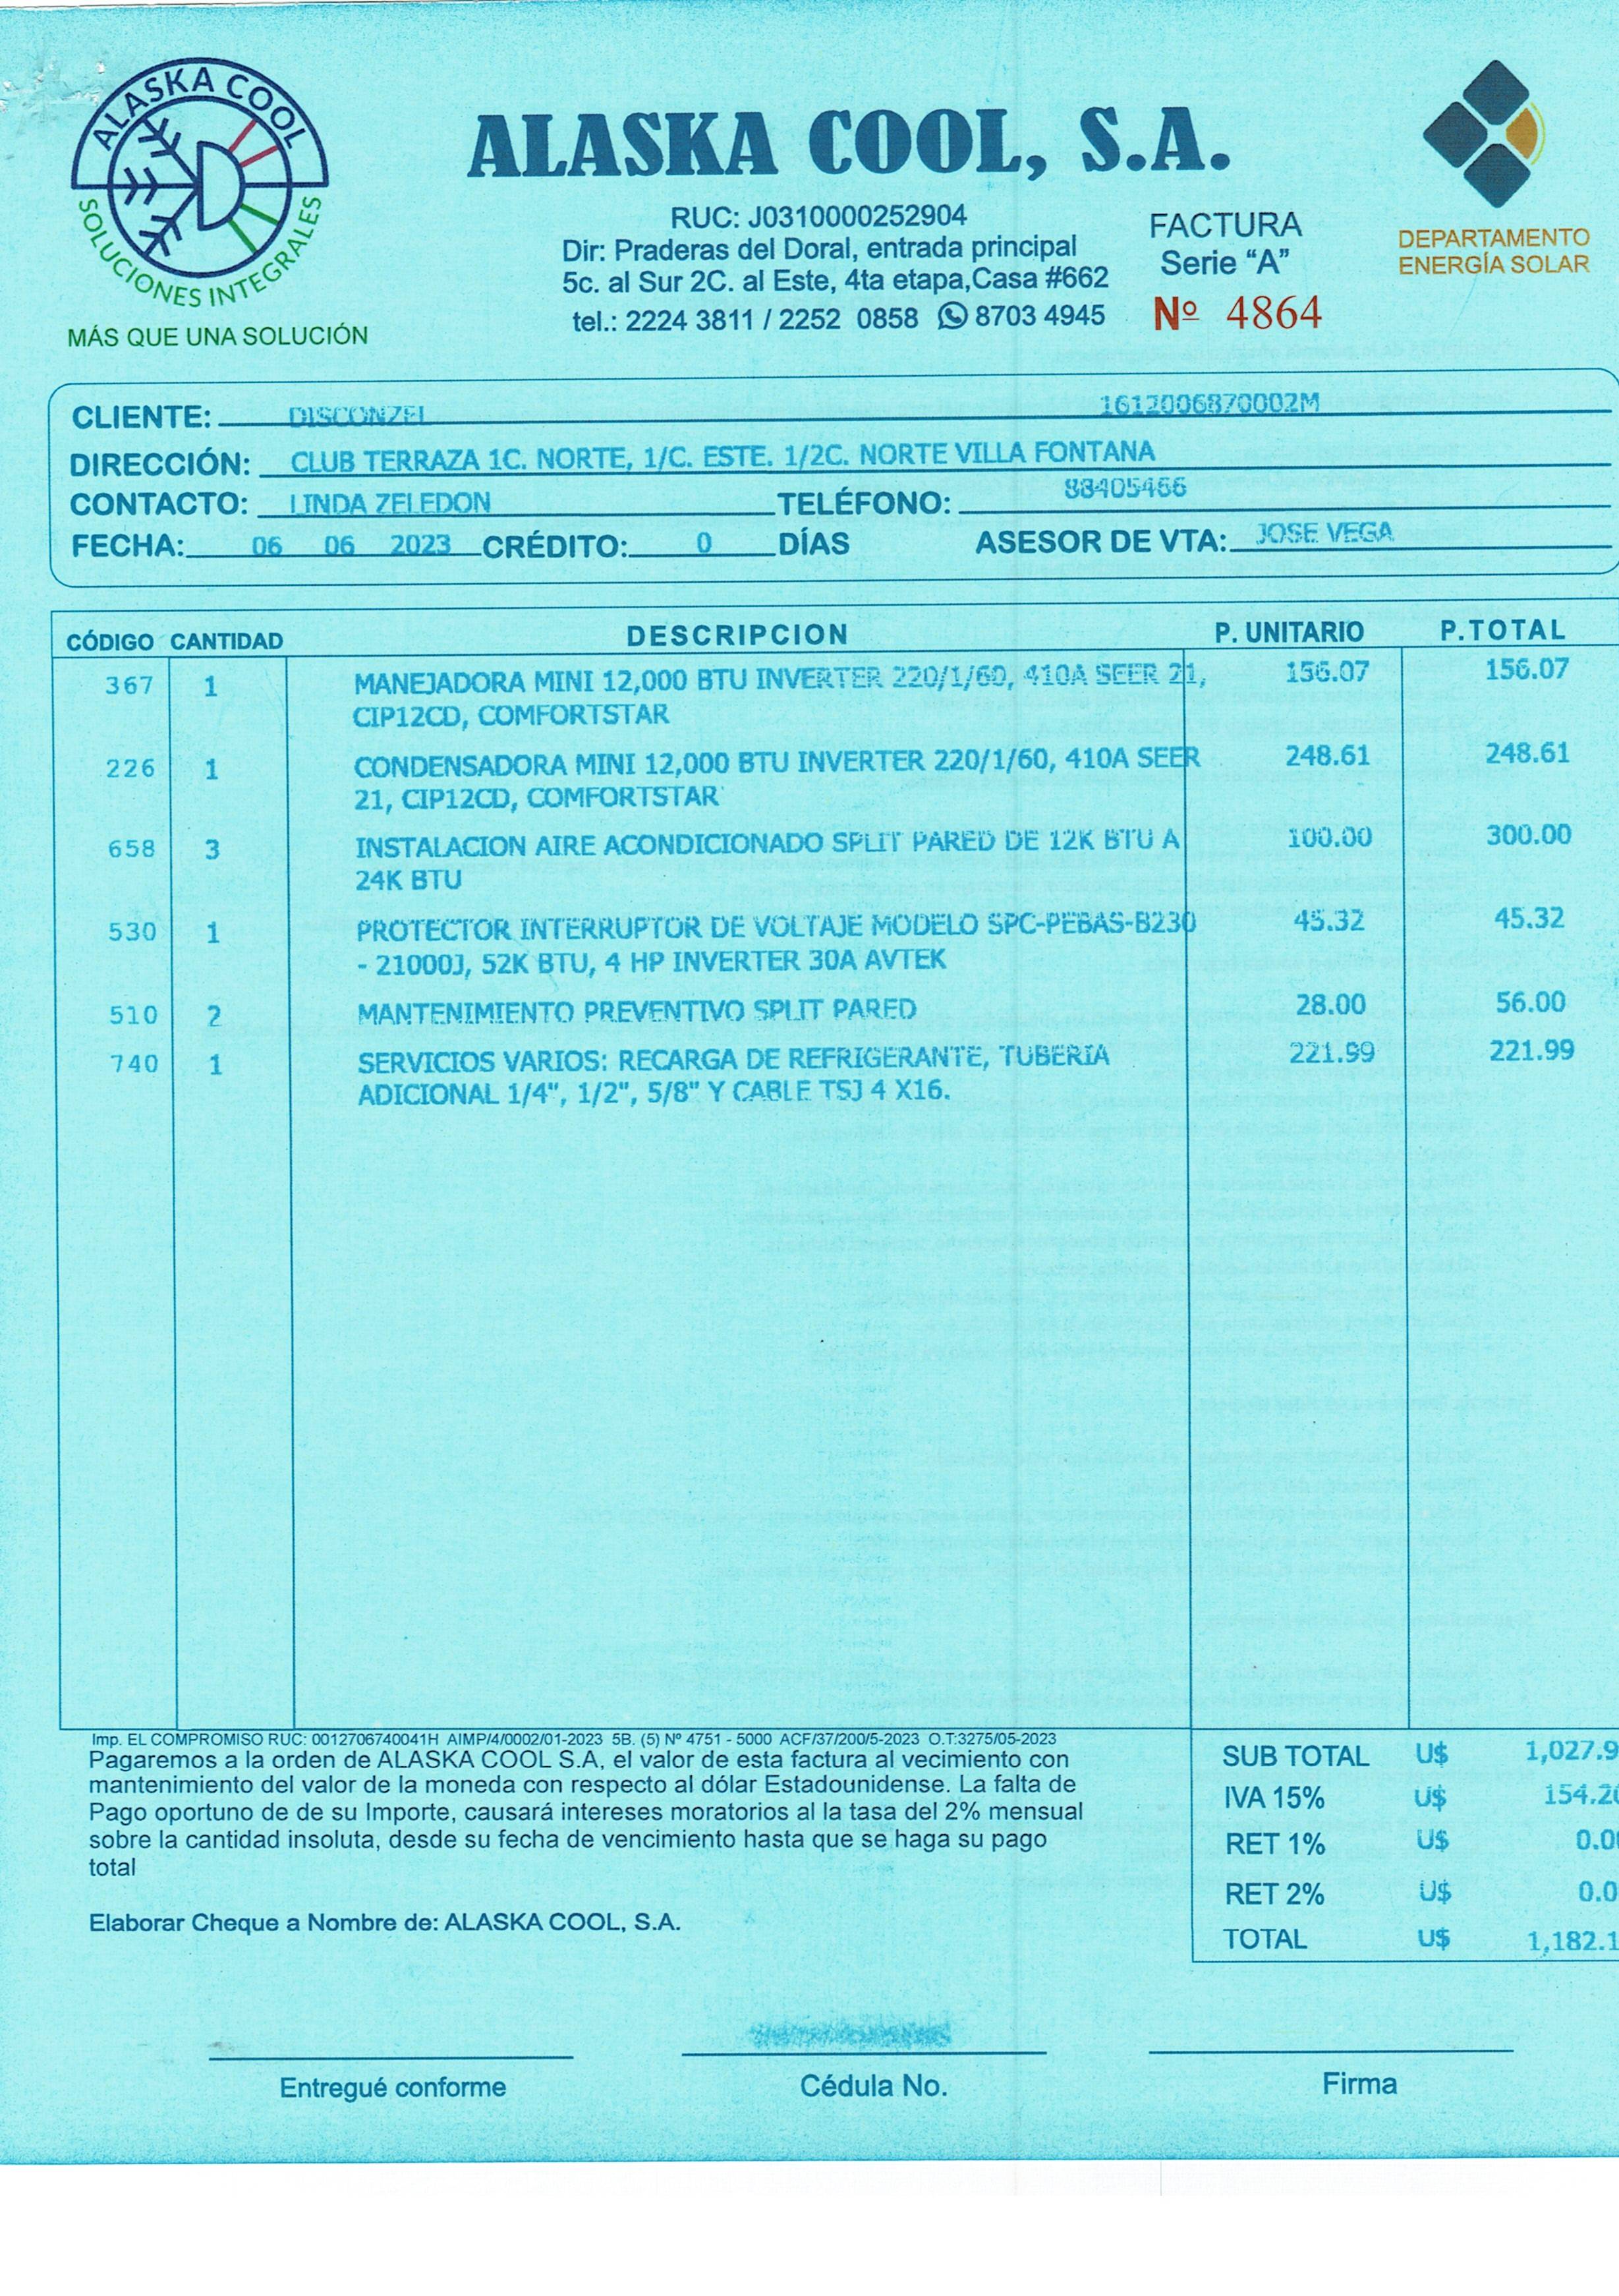 ALASKA COOL
SOLUCIONES INTEGRALES
MÁS QUE UNA SOLUCIÓN
ALASKA COOL, S.A.
RUC: J0310000252904
Dir: Praderas del Doral, entrada principal
5c. al Sur 2C. al Este, 4ta etapa,Casa #662
tel.: 2224 3811 / 2252 0858 8703 4945
FACTURA
Serie “A”
Nº 4864
DEPARTAMENTO
ENERGÍA SOLAR
CLIENTE: DISCONZEL 1612006870002M
DIRECCIÓN: CLUB TERRAZA 1C. NORTE, 1/C. ESTE. 1/2C. NORTE VILLA FONTANA
CONTACTO: LINDA ZELEDON TELÉFONO: 88405466
FECHA: 06 06 2023 CRÉDITO: 0 DÍAS ASESOR DE VTA: JOSE VEGA
CÓDIGO CANTIDAD DESCRIPCION P. UNITARIO P.TOTAL
367 1 MANEJADORA MINI 12,000 BTU INVERTER 220/1/60, 410A SEER 21, 156.07 156.07
CIP12CD, COMFORTSTAR
226 1 CONDENSADORA MINI 12,000 BTU INVERTER 220/1/60, 410A SEER 248.61 248.61
21, CIP12CD, COMFORTSTAR
658 3 INSTALACION AIRE ACONDICIONADO SPLIT PARED DE 12K BTU A 100.00 300.00
24K BTU
530 1 PROTECTOR INTERRUPTOR DE VOLTAJE MODELO SPC-PEBAS-B230 45.32 45.32
- 21000J, 52K BTU, 4 HP INVERTER 30A AVTEK
510 2 MANTENIMIENTO PREVENTIVO SPLIT PARED 28.00 56.00
740 1 SERVICIOS VARIOS: RECARGA DE REFRIGERANTE, TUBERIA 221.99 221.99
ADICIONAL 1/4", 1/2", 5/8" Y CABLE TSJ 4 X16.
Imp. EL COMPROMISO RUC: 0012706740041H AIMP/4/0002/01-2023 5B. (5) Nº 4751 - 5000 ACF/37/200/5-2023 O.T:3275/05-2023
Pagaremos a la orden de ALASKA COOL S.A, el valor de esta factura al vecimiento con
mantenimiento del valor de la moneda con respecto al dólar Estadounidense. La falta de
Pago oportuno de de su Importe, causará intereses moratorios al la tasa del 2% mensual
sobre la cantidad insoluta, desde su fecha de vencimiento hasta que se haga su pago
total
Elaborar Cheque a Nombre de: ALASKA COOL, S.A.
SUB TOTAL U$ 1,027.9
IVA 15% U$ 154.20
RET 1% U$ 0.0
RET 2% U$ 0.0
TOTAL U$ 1,182.1
Entregué conforme
Cédula No.
Firma